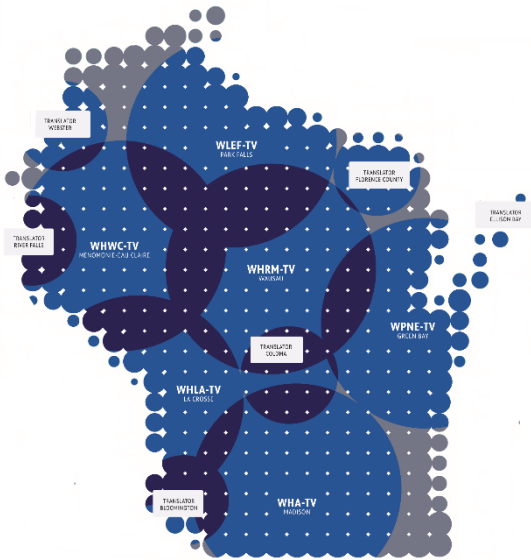 TRANSLATOR
WEBSTER
WLEF-TV
PARK FALLS
TRANSLATOR
FLORENCE COUNTY
TRANSLATOR
ELLISON BAY
TRANSLATOR
RIVER FALLS
WHWC-TV
MENOMONIE-EAU CLAIRE
WHRM-TV
WAUSAU
WPNE-TV
GREEN BAY
TRANSLATOR
COLOMA
WHLA-TV
LA CROSSE
TRANSLATOR
BLOOMINGTON
WHA-TV
MADISON